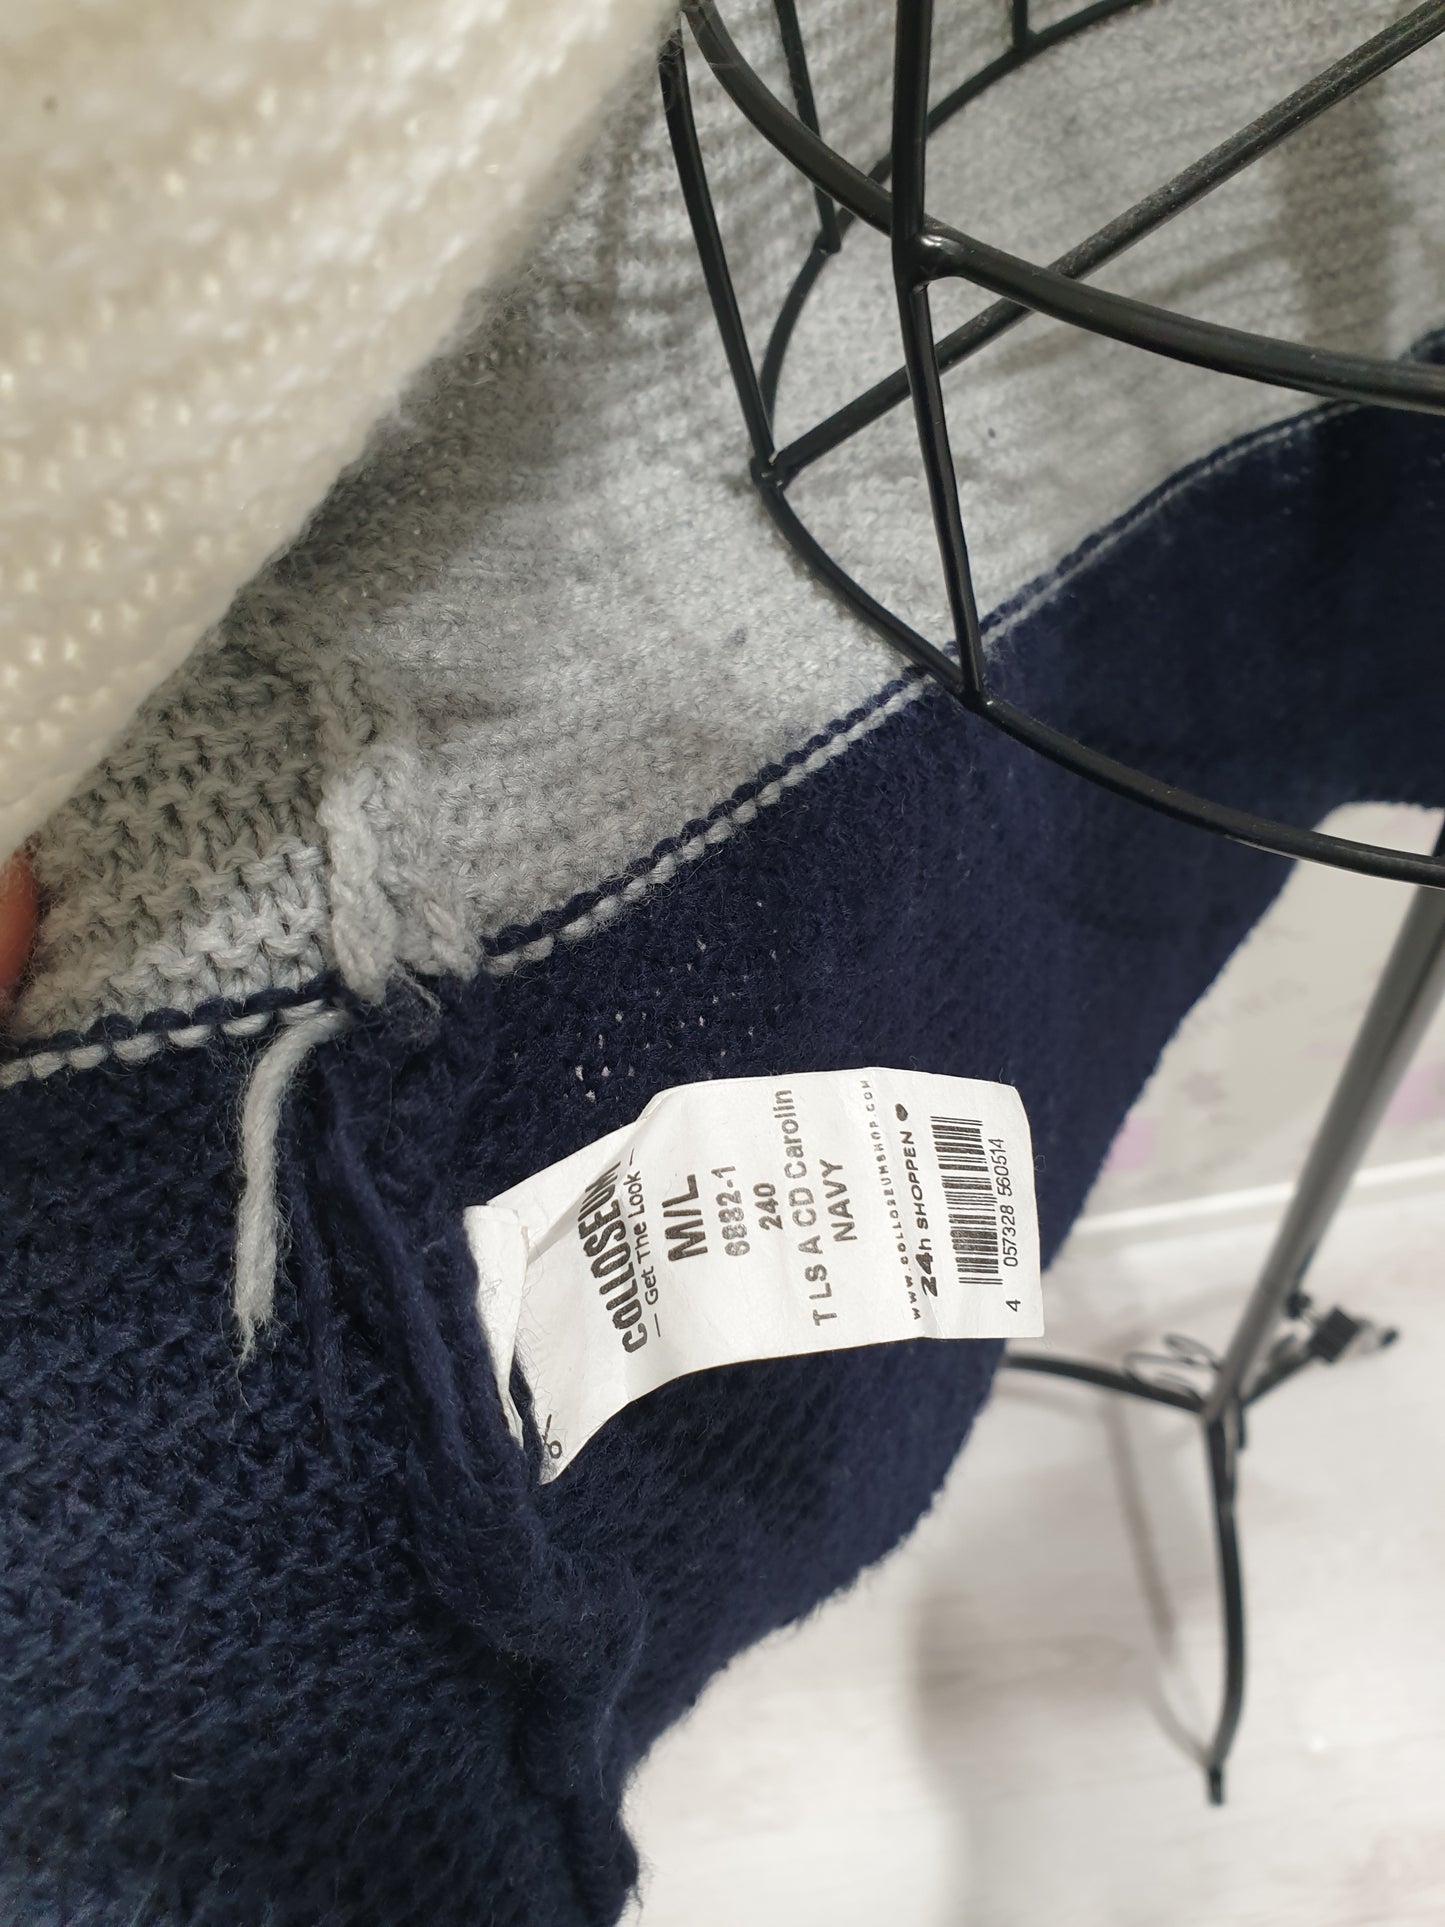 COLLOSEUM
— Get The Look —
M/L
6882-1
240
T LS A CD Carolin
NAVY
WWW.COLLOSEUMSHOP.COM
24h SHOPPEN ♥
4 057328 560514